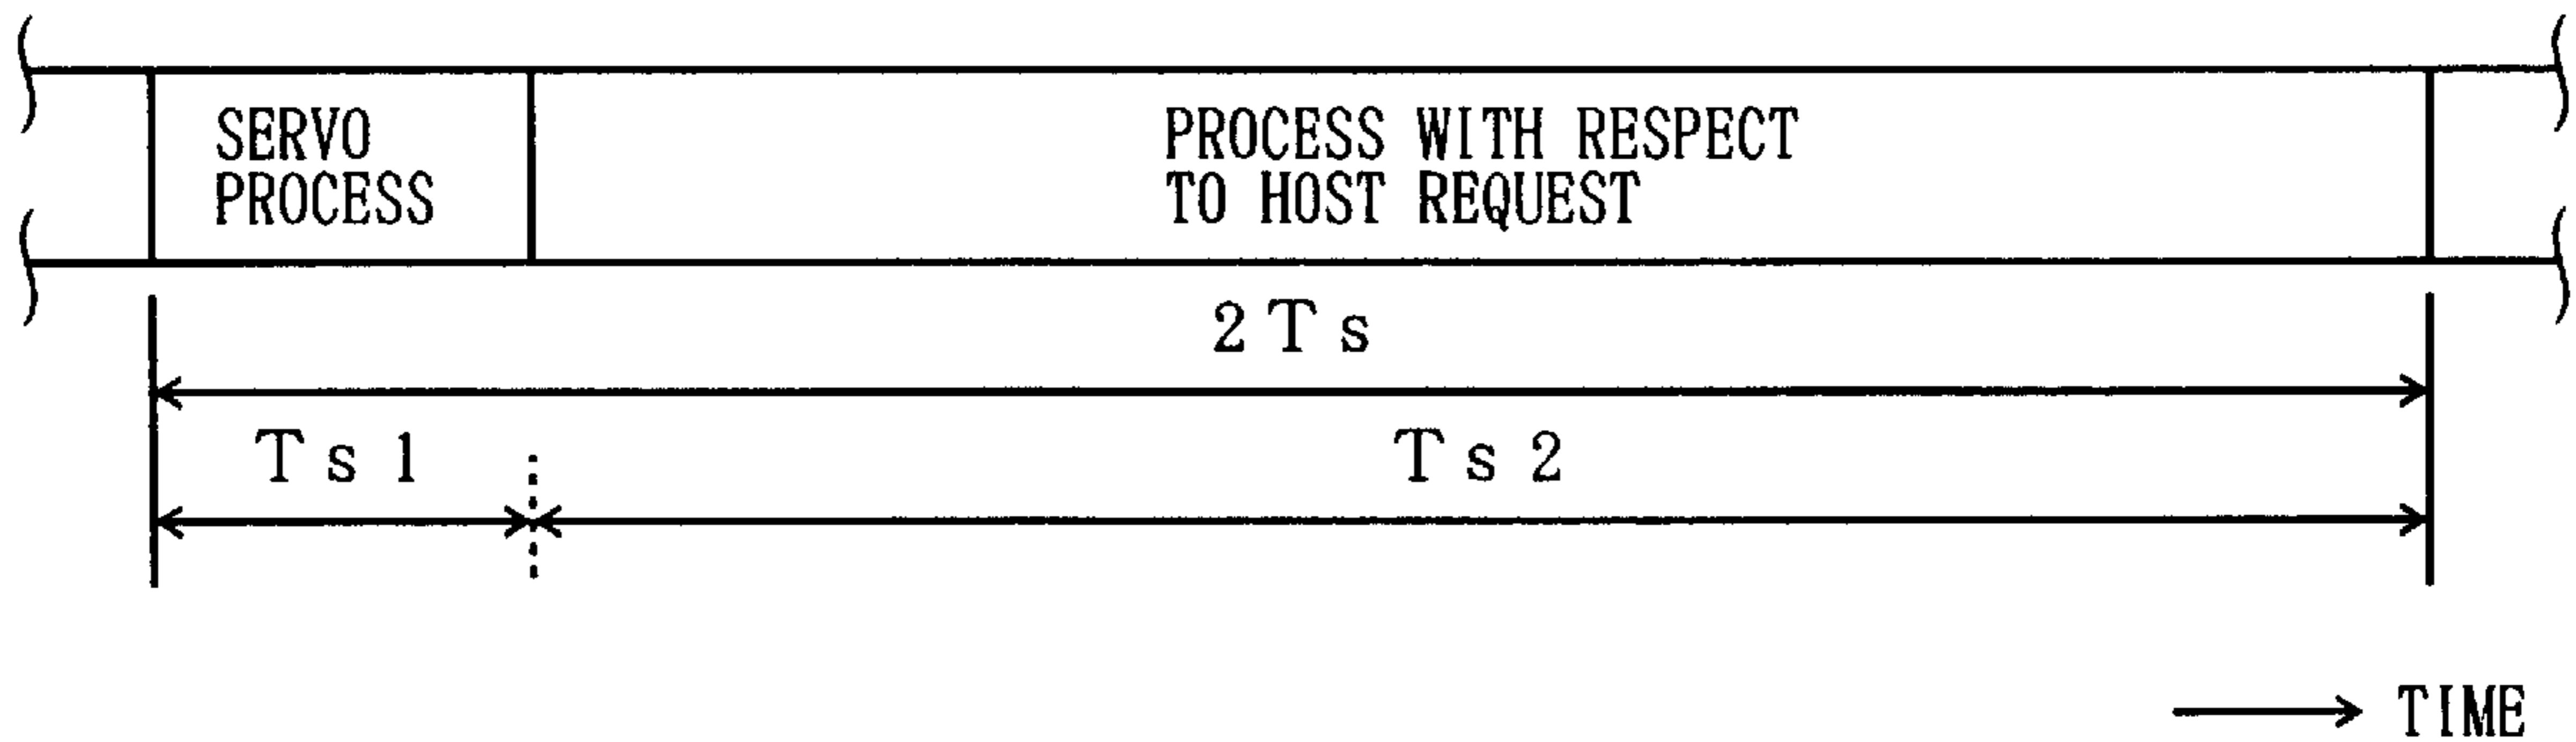 SERVO
PROCESS
PROCESS WITH RESPECT
TO HOST REQUEST
2Ts
Ts1
Ts2
TIME